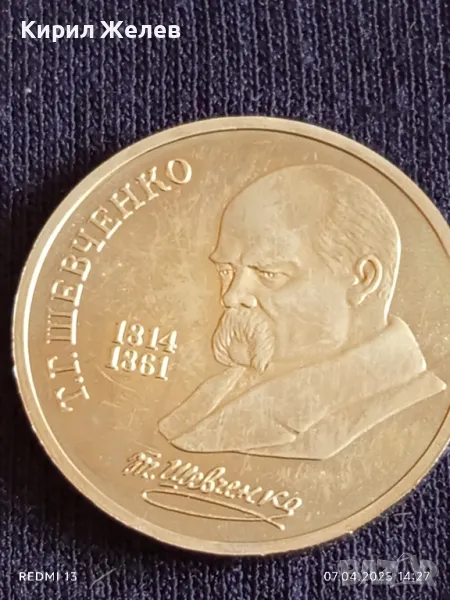 Кирил Желев
Т.Г. ШЕВЧЕНКО
1814
1861
Т. Шевченко
REDMI 13
07.04.2025 14:27